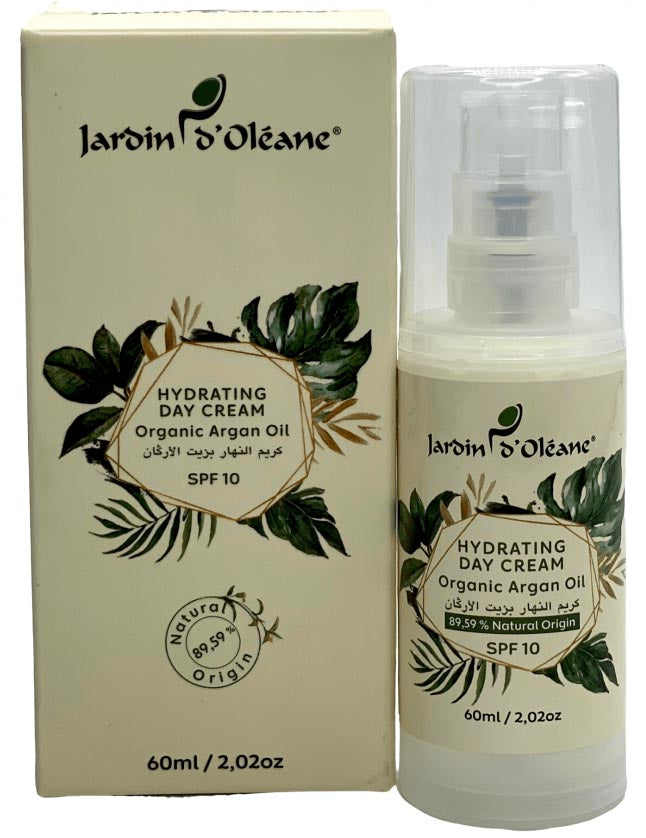 Jardin d'Oléane®
HYDRATING
DAY CREAM
Organic Argan Oil
كريم النهار بزيت الأرڭان
SPF 10
Natural
89,59 %
Origin
60ml / 2,02oz
Jardin d'Oléane®
HYDRATING
DAY CREAM
Organic Argan Oil
كريم النهار بزيت الأرڭان
89,59 % Natural Origin
SPF 10
60ml / 2,02oz